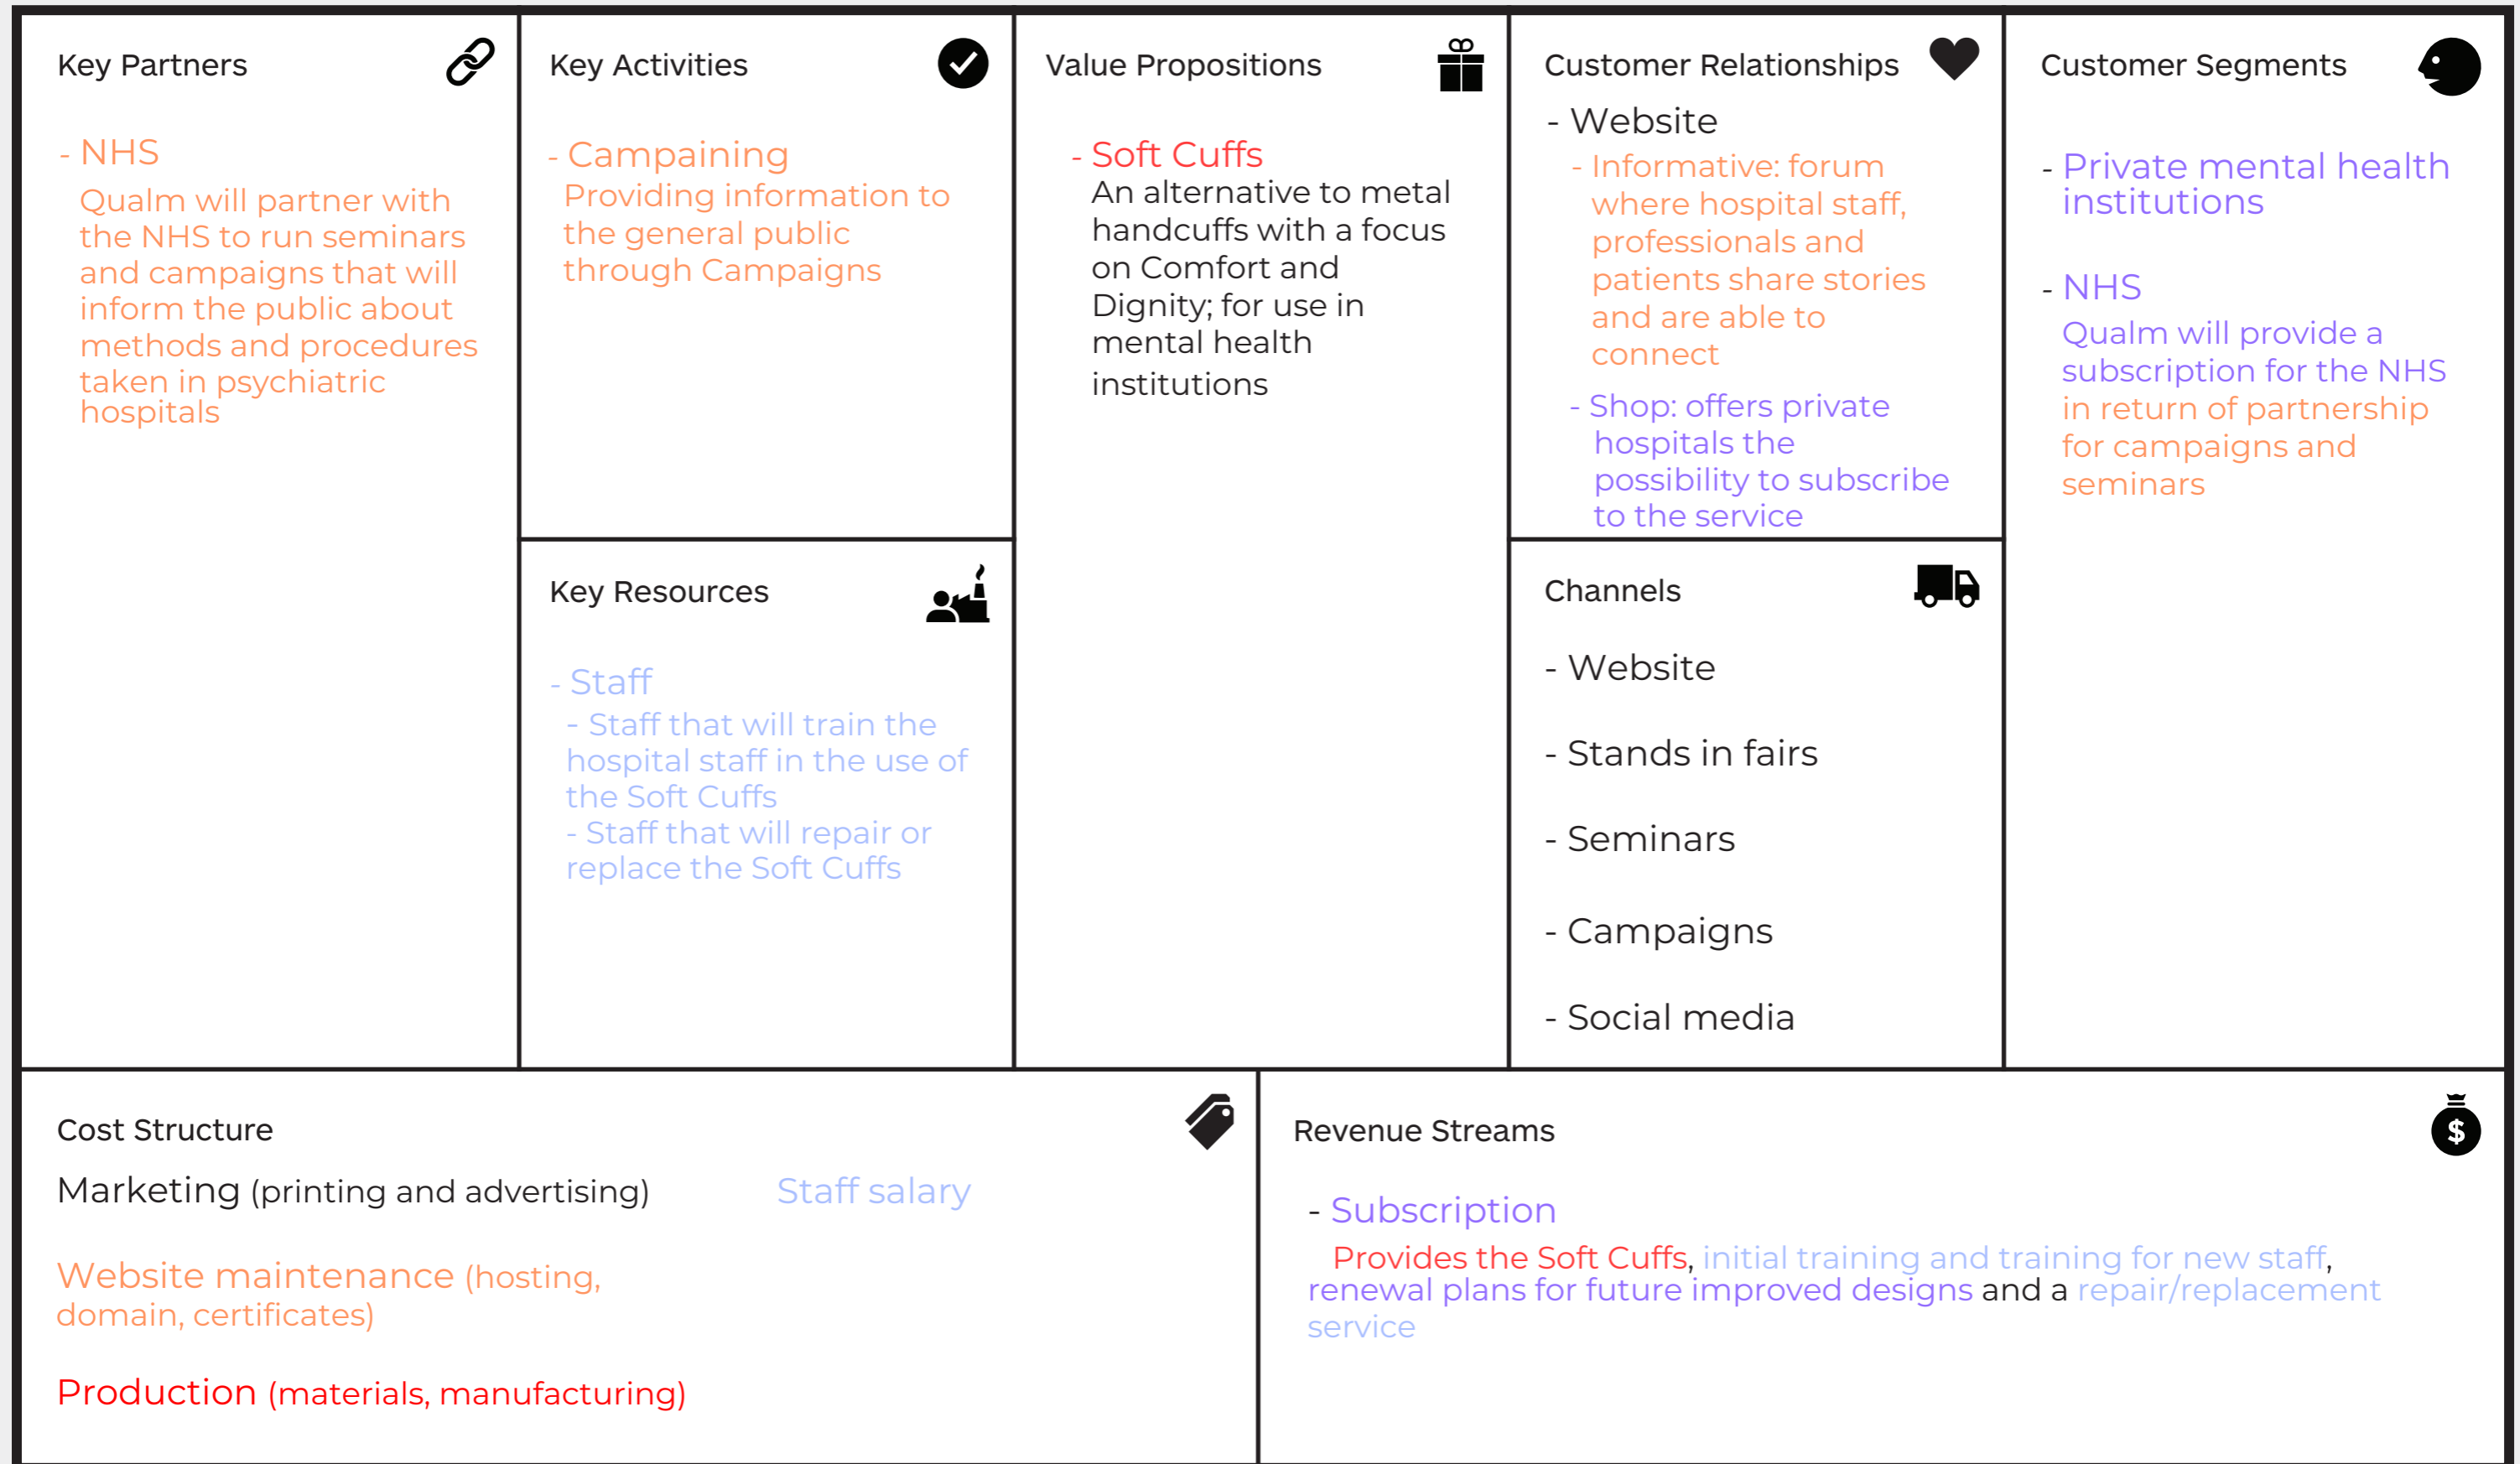 Key Partners
- NHS
Qualm will partner with
the NHS to run seminars
and campaigns that will
inform the public about
methods and procedures
taken in psychiatric
hospitals
Key Activities
- Campaining
Providing information to
the general public
through Campaigns
Key Resources
- Staff
- Staff that will train the
hospital staff in the use of
the Soft Cuffs
- Staff that will repair or
replace the Soft Cuffs
Value Propositions
- Soft Cuffs
An alternative to metal
handcuffs with a focus
on Comfort and
Dignity; for use in
mental health
institutions
Customer Relationships
- Website
- Informative: forum
where hospital staff,
professionals and
patients share stories
and are able to
connect
- Shop: offers private
hospitals the
possibility to subscribe
to the service
Channels
- Website
- Stands in fairs
- Seminars
- Campaigns
- Social media
Customer Segments
- Private mental health
institutions
- NHS
Qualm will provide a
subscription for the NHS
in return of partnership
for campaigns and
seminars
Cost Structure
Marketing (printing and advertising)
Staff salary
Website maintenance (hosting,
domain, certificates)
Production (materials, manufacturing)
Revenue Streams
$
- Subscription
Provides the Soft Cuffs, initial training and training for new staff,
renewal plans for future improved designs and a repair/replacement
service